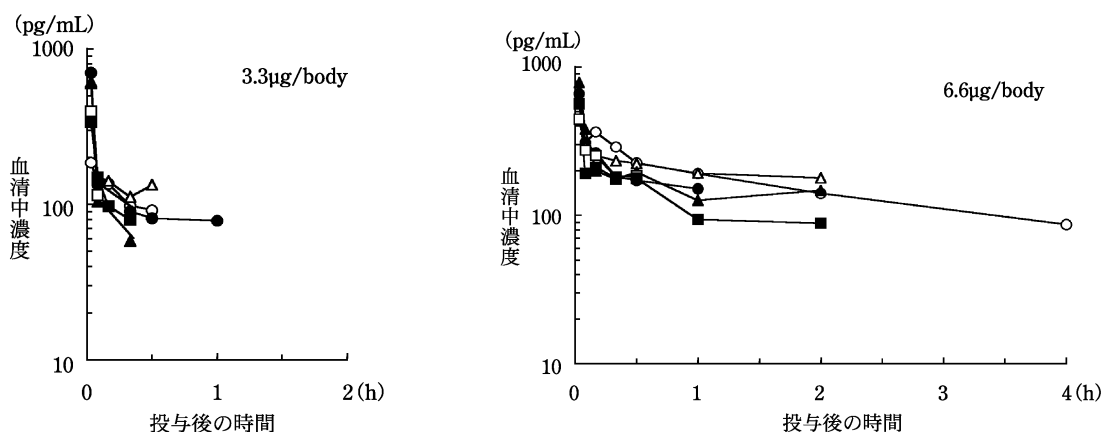 (pg/mL)
1000
100
10
血清中濃度
3.3μg/body
0
1
2(h)
投与後の時間
(pg/mL)
1000
100
10
血清中濃度
6.6μg/body
0
1
2
3
4(h)
投与後の時間